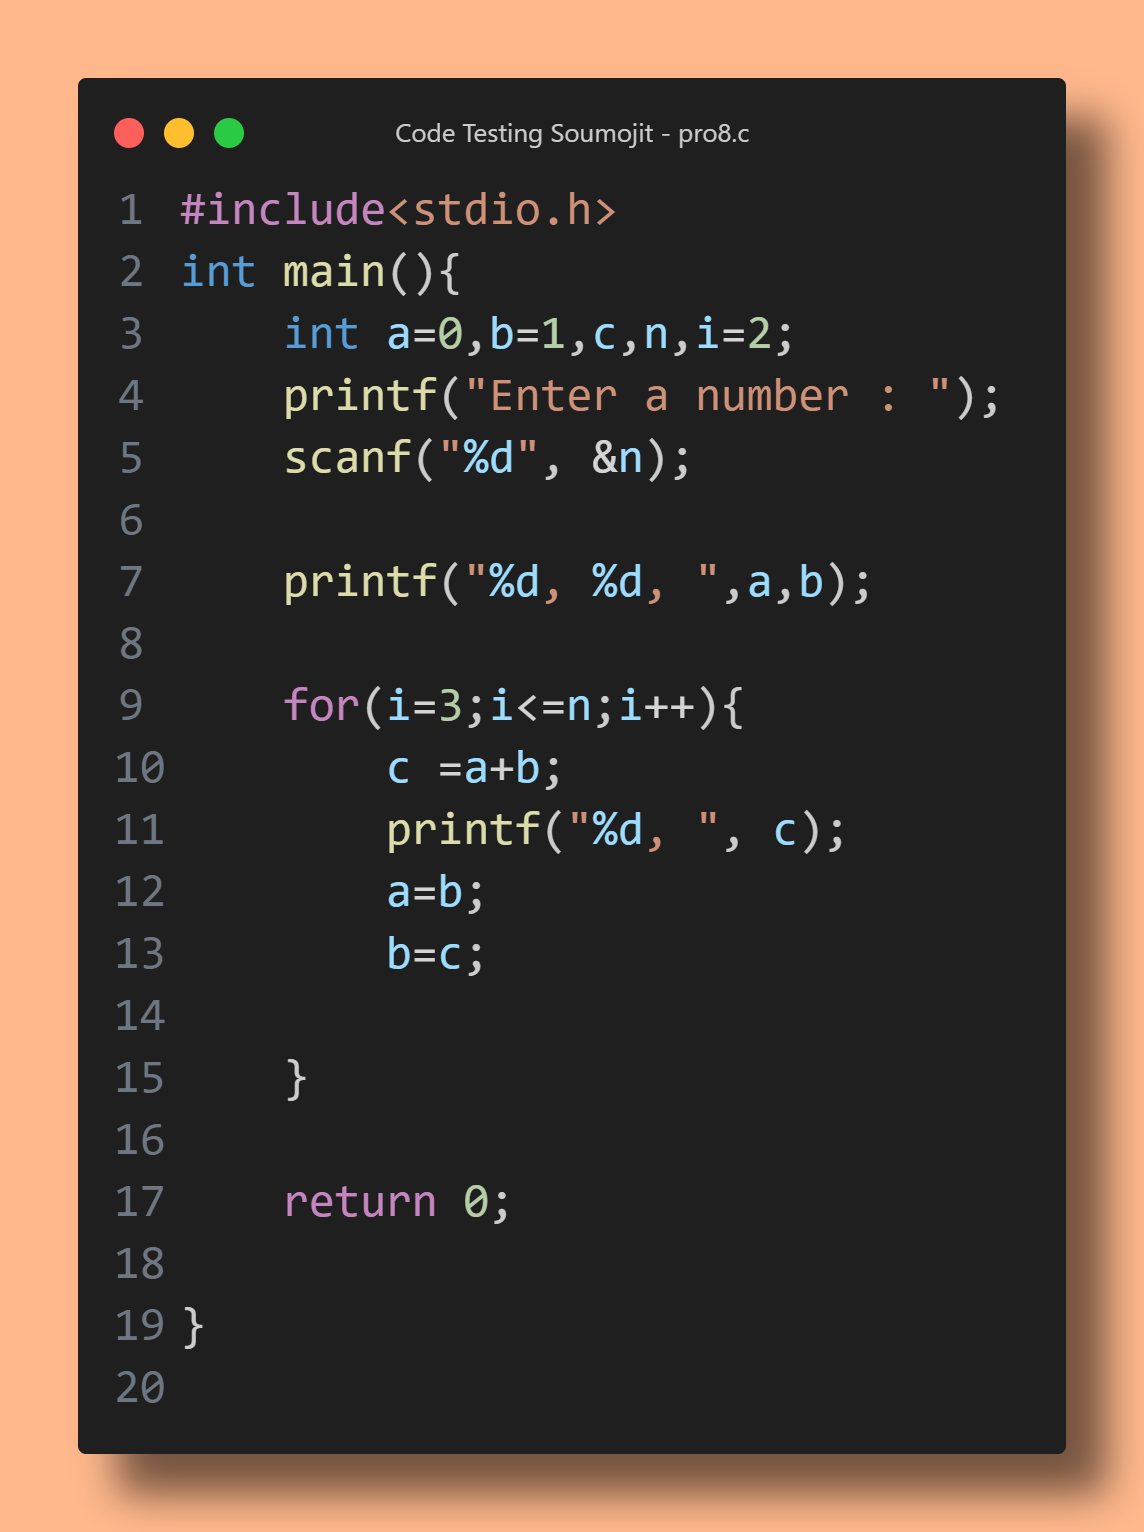 Code Testing Soumojit - pro8.c
1 #include<stdio.h>
2 int main(){
3     int a=0,b=1,c,n,i=2;
4     printf("Enter a number : ");
5     scanf("%d", &n);
6
7     printf("%d, %d, ",a,b);
8
9     for(i=3;i<=n;i++){
10         c =a+b;
11         printf("%d, ", c);
12         a=b;
13         b=c;
14
15     }
16
17     return 0;
18
19 }
20